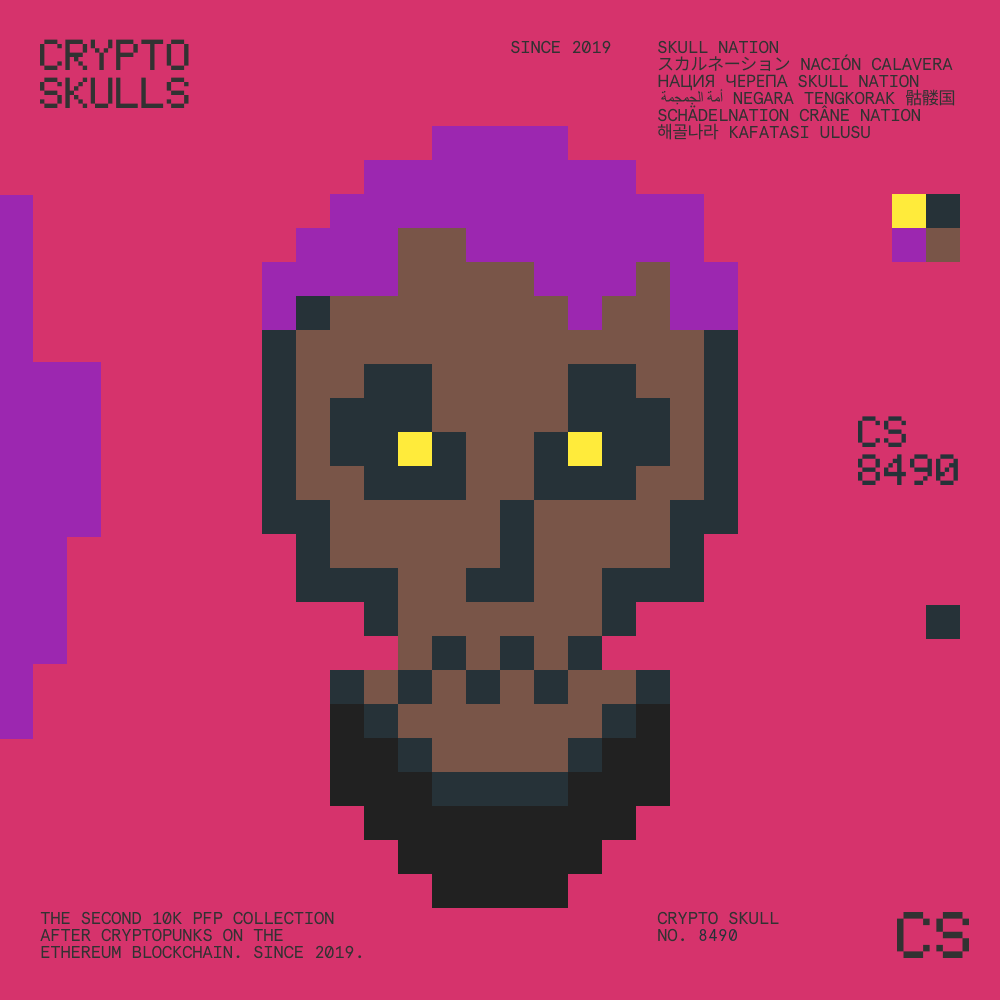 CRYPTO
SKULLS
SINCE 2019
SKULL NATION
スカルネーション NACIÓN CALAVERA
НАЦИЯ ЧЕРЕПА SKULL NATION
أمة الجمجمة NEGARA TENGKORAK 骷髅国
SCHÄDELNATION CRÂNE NATION
해골나라 KAFATASI ULUSU
CS
8490
THE SECOND 10K PFP COLLECTION
AFTER CRYPTOPUNKS ON THE
ETHEREUM BLOCKCHAIN. SINCE 2019.
CRYPTO SKULL
NO. 8490
CS